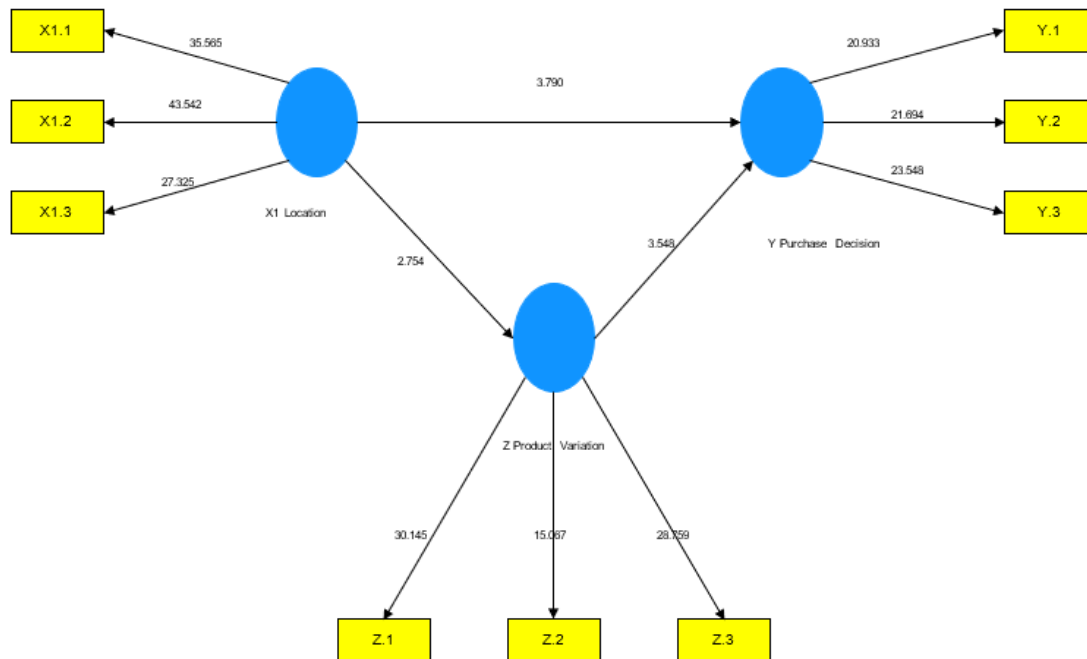 X1.1
35.565
X1.2
43.542
X1.3
27.325
X1 Location
3.790
2.754
3.548
20.933
Y.1
21.694
Y.2
23.548
Y.3
Y Purchase Decision
Z Product Variation
30.145
15.067
28.759
Z.1
Z.2
Z.3